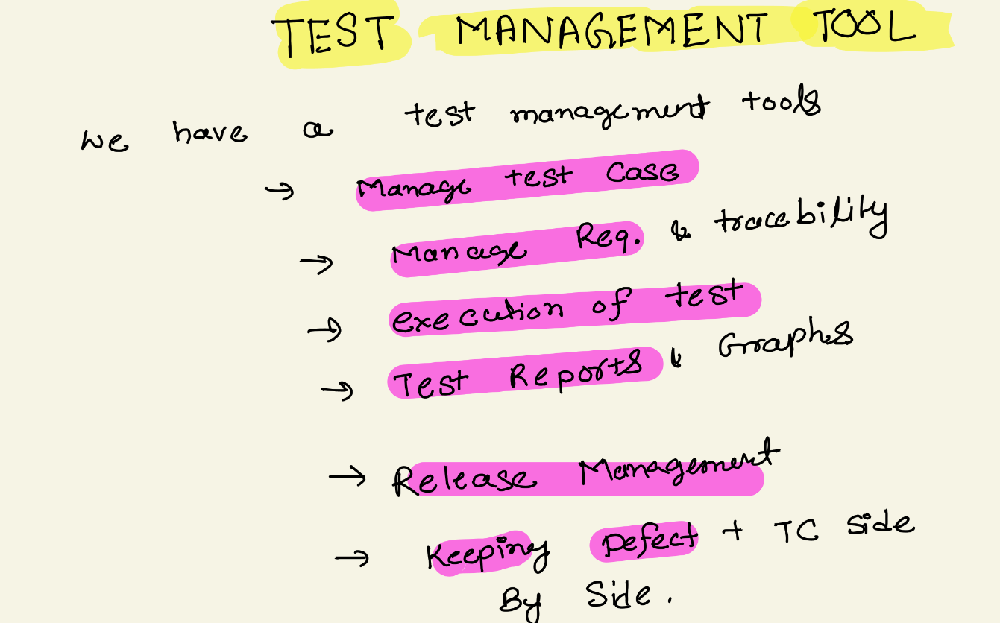 TEST MANAGEMENT TOOL
we have a test management tools
→ Manage test Case
→ Manage Req. & traceability
→ execution of test
→ Test Reports & Graphs
→ Release Management
→ Keeping Defect + TC Side
By Side.